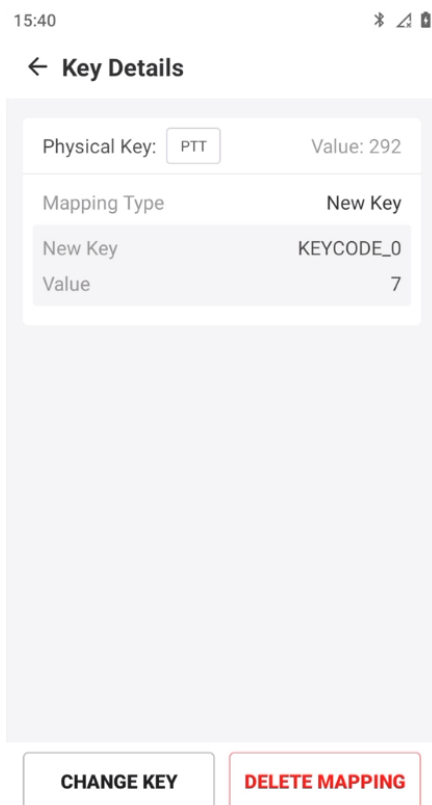 15:40
Key Details
Physical Key: PTT Value: 292
Mapping Type New Key
New Key KEYCODE_0
Value 7
CHANGE KEY DELETE MAPPING